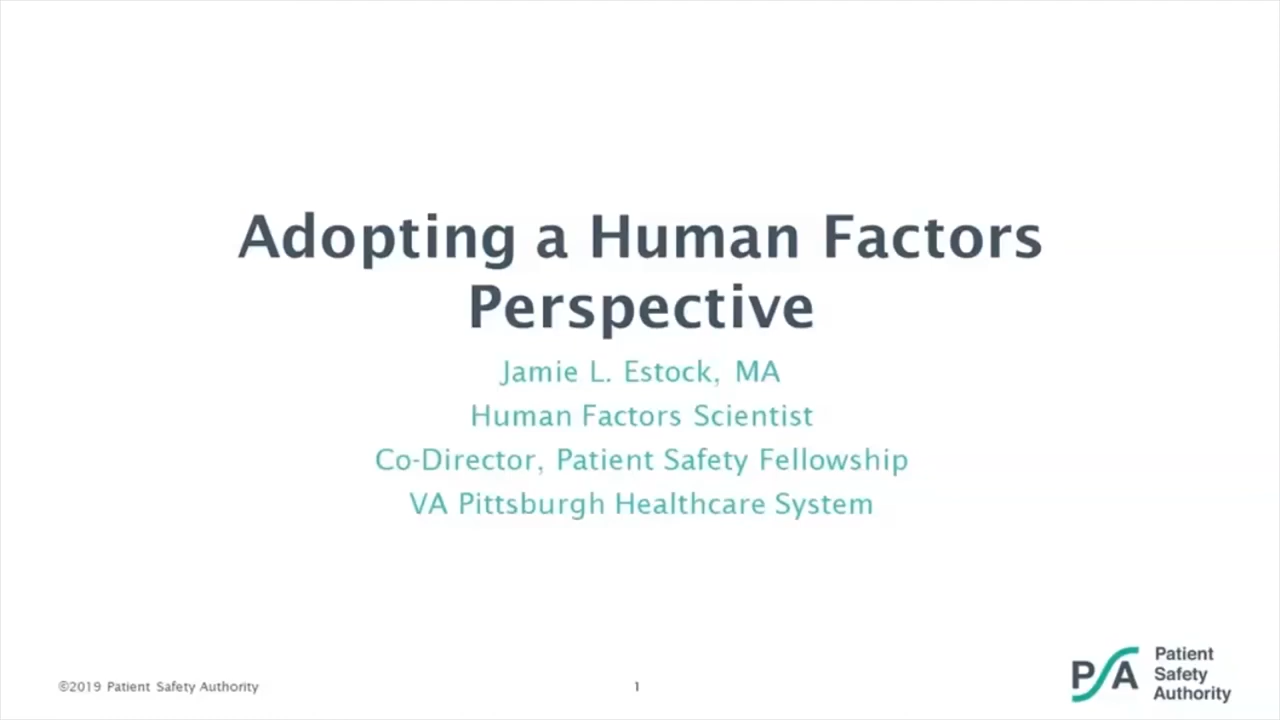 Adopting a Human Factors
Perspective
Jamie L. Estock, MA
Human Factors Scientist
Co-Director, Patient Safety Fellowship
VA Pittsburgh Healthcare System
©2019 Patient Safety Authority
1
PSA
Patient
Safety
Authority